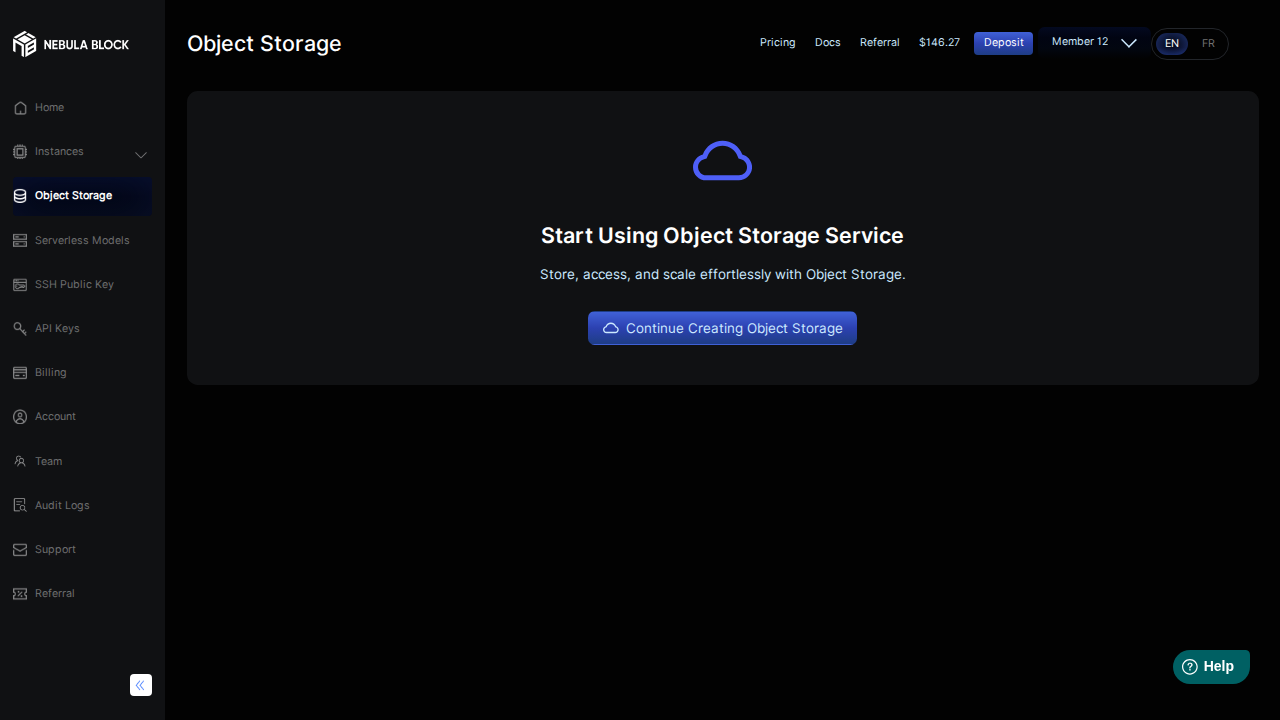 NEBULA BLOCK
Home
Instances
Object Storage
Serverless Models
SSH Public Key
API Keys
Billing
Account
Team
Audit Logs
Support
Referral
Object Storage
Pricing
Docs
Referral
$146.27
Deposit
Member 12
EN
FR
Start Using Object Storage Service
Store, access, and scale effortlessly with Object Storage.
Continue Creating Object Storage
Help